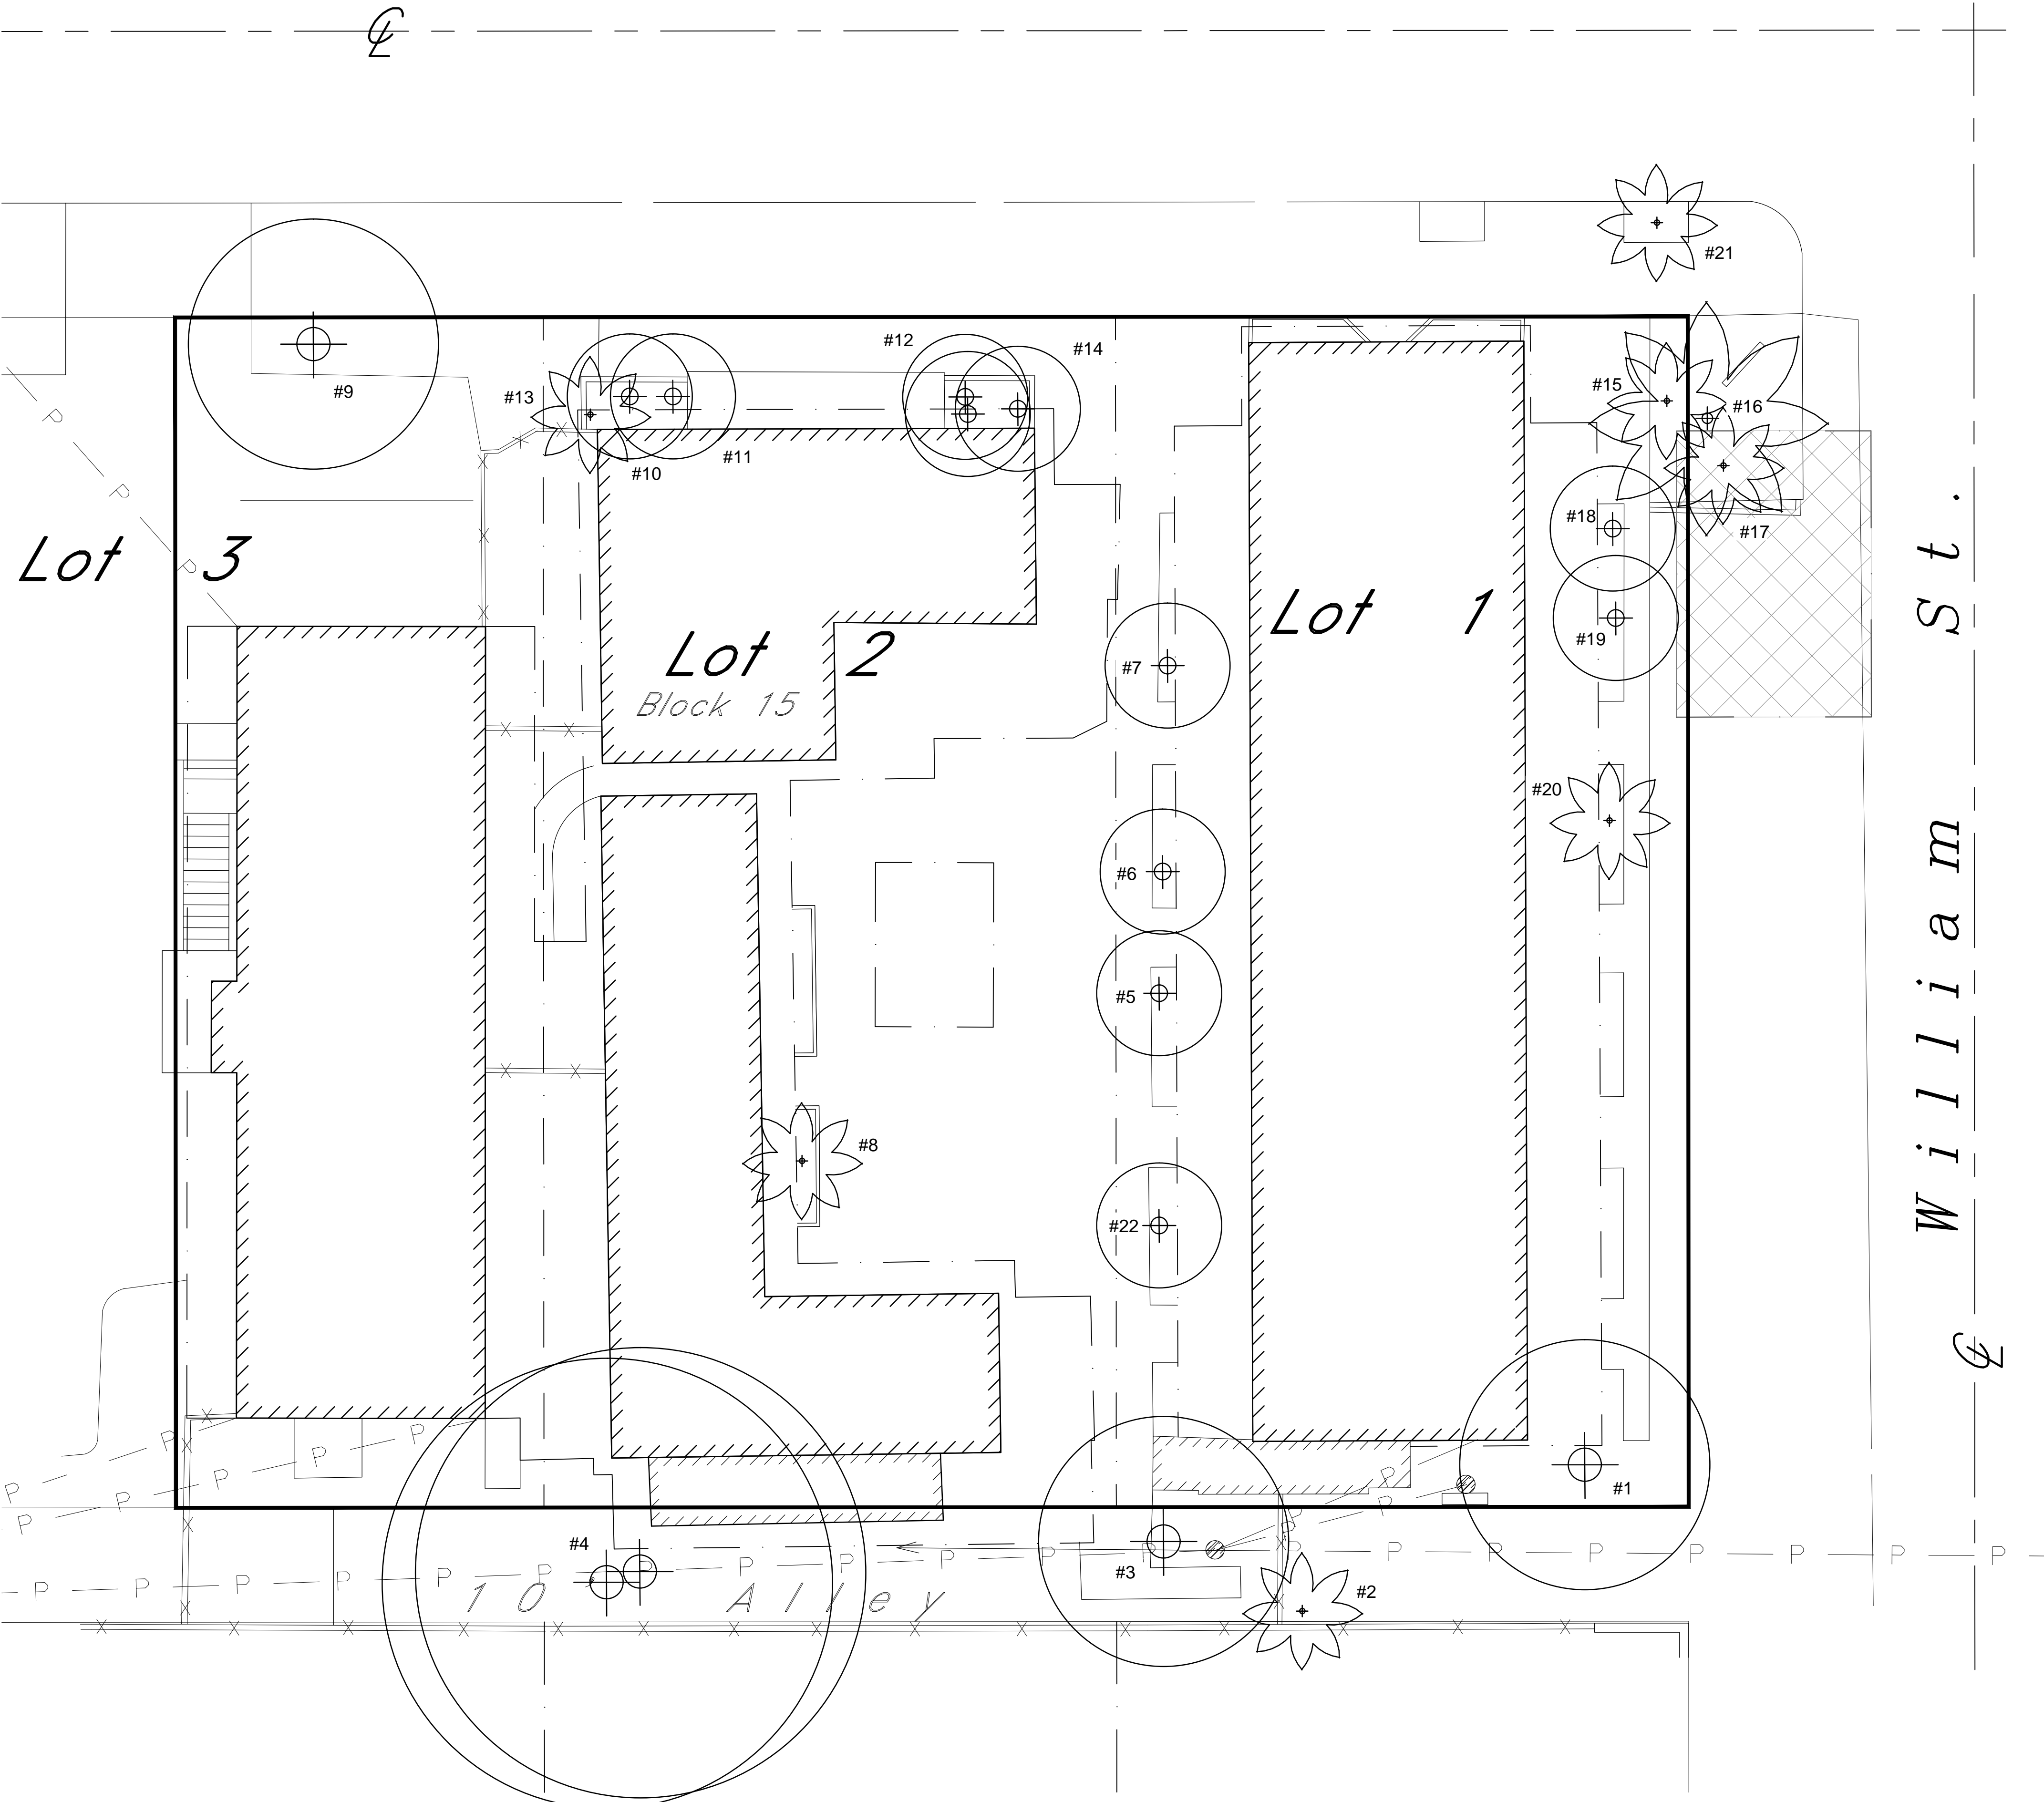 ℄
#21
#12
#14
#9
#13
#15
#16
#11
#10
#18
#17
Lot 3
Lot 1
#19
Lot 2
#7
Block 15
#20
#6
#5
#8
#22
William St.
℄
#1
#4
#3
#2
10 Alley
P P P P
P P P
P P P P
P P P
P P P P P P P P P P P P P P P P P P P P